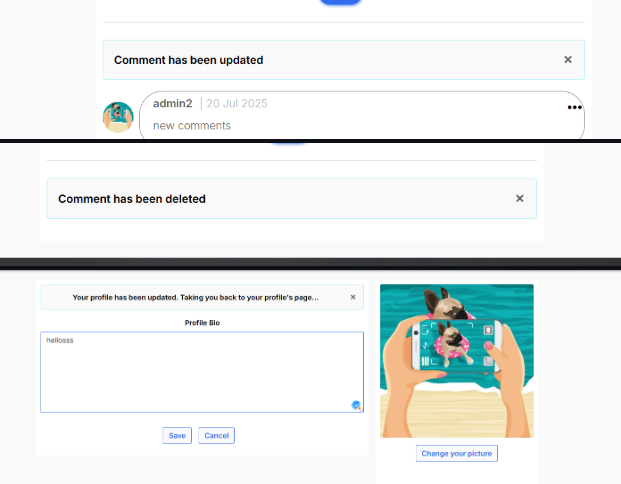 Comment has been updated ×
admin2 | 20 Jul 2025
new comments
Comment has been deleted ×
Your profile has been updated. Taking you back to your profile's page... ×
Profile Bio
hellosss
Save Cancel
Change your picture